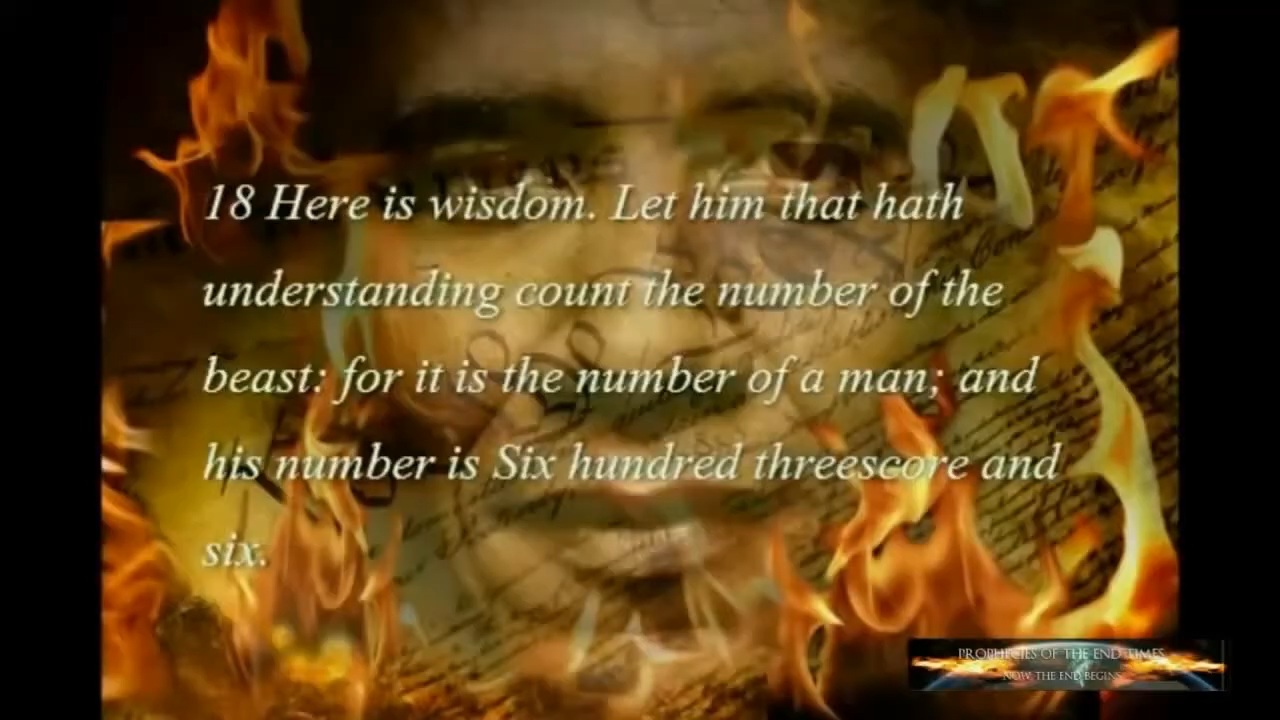 18 Here is wisdom. Let him that hath
understanding count the number of the
beast: for it is the number of a man; and
his number is Six hundred threescore and
six.
PROPHECIES OF THE END TIMES
NOW THE END BEGINS